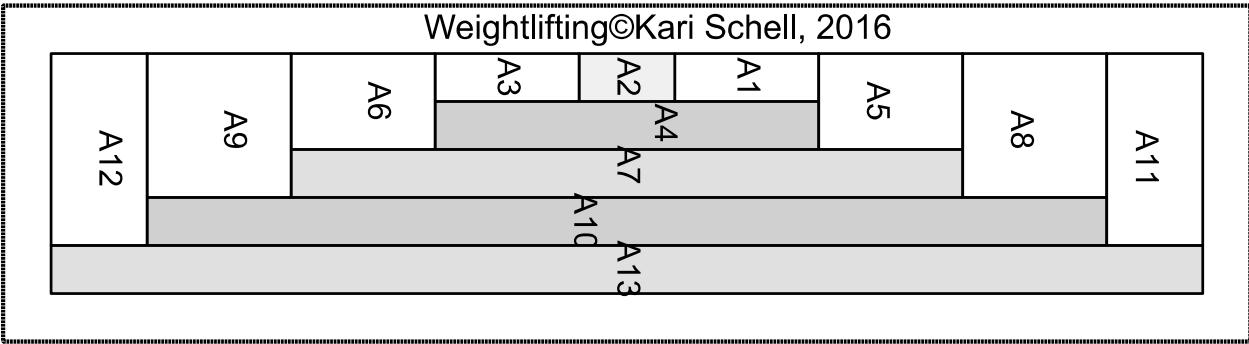 Weightlifting©Kari Schell, 2016
A12
A9
A6
A3
A2
A1
A5
A8
A11
A4
A7
A10
A13